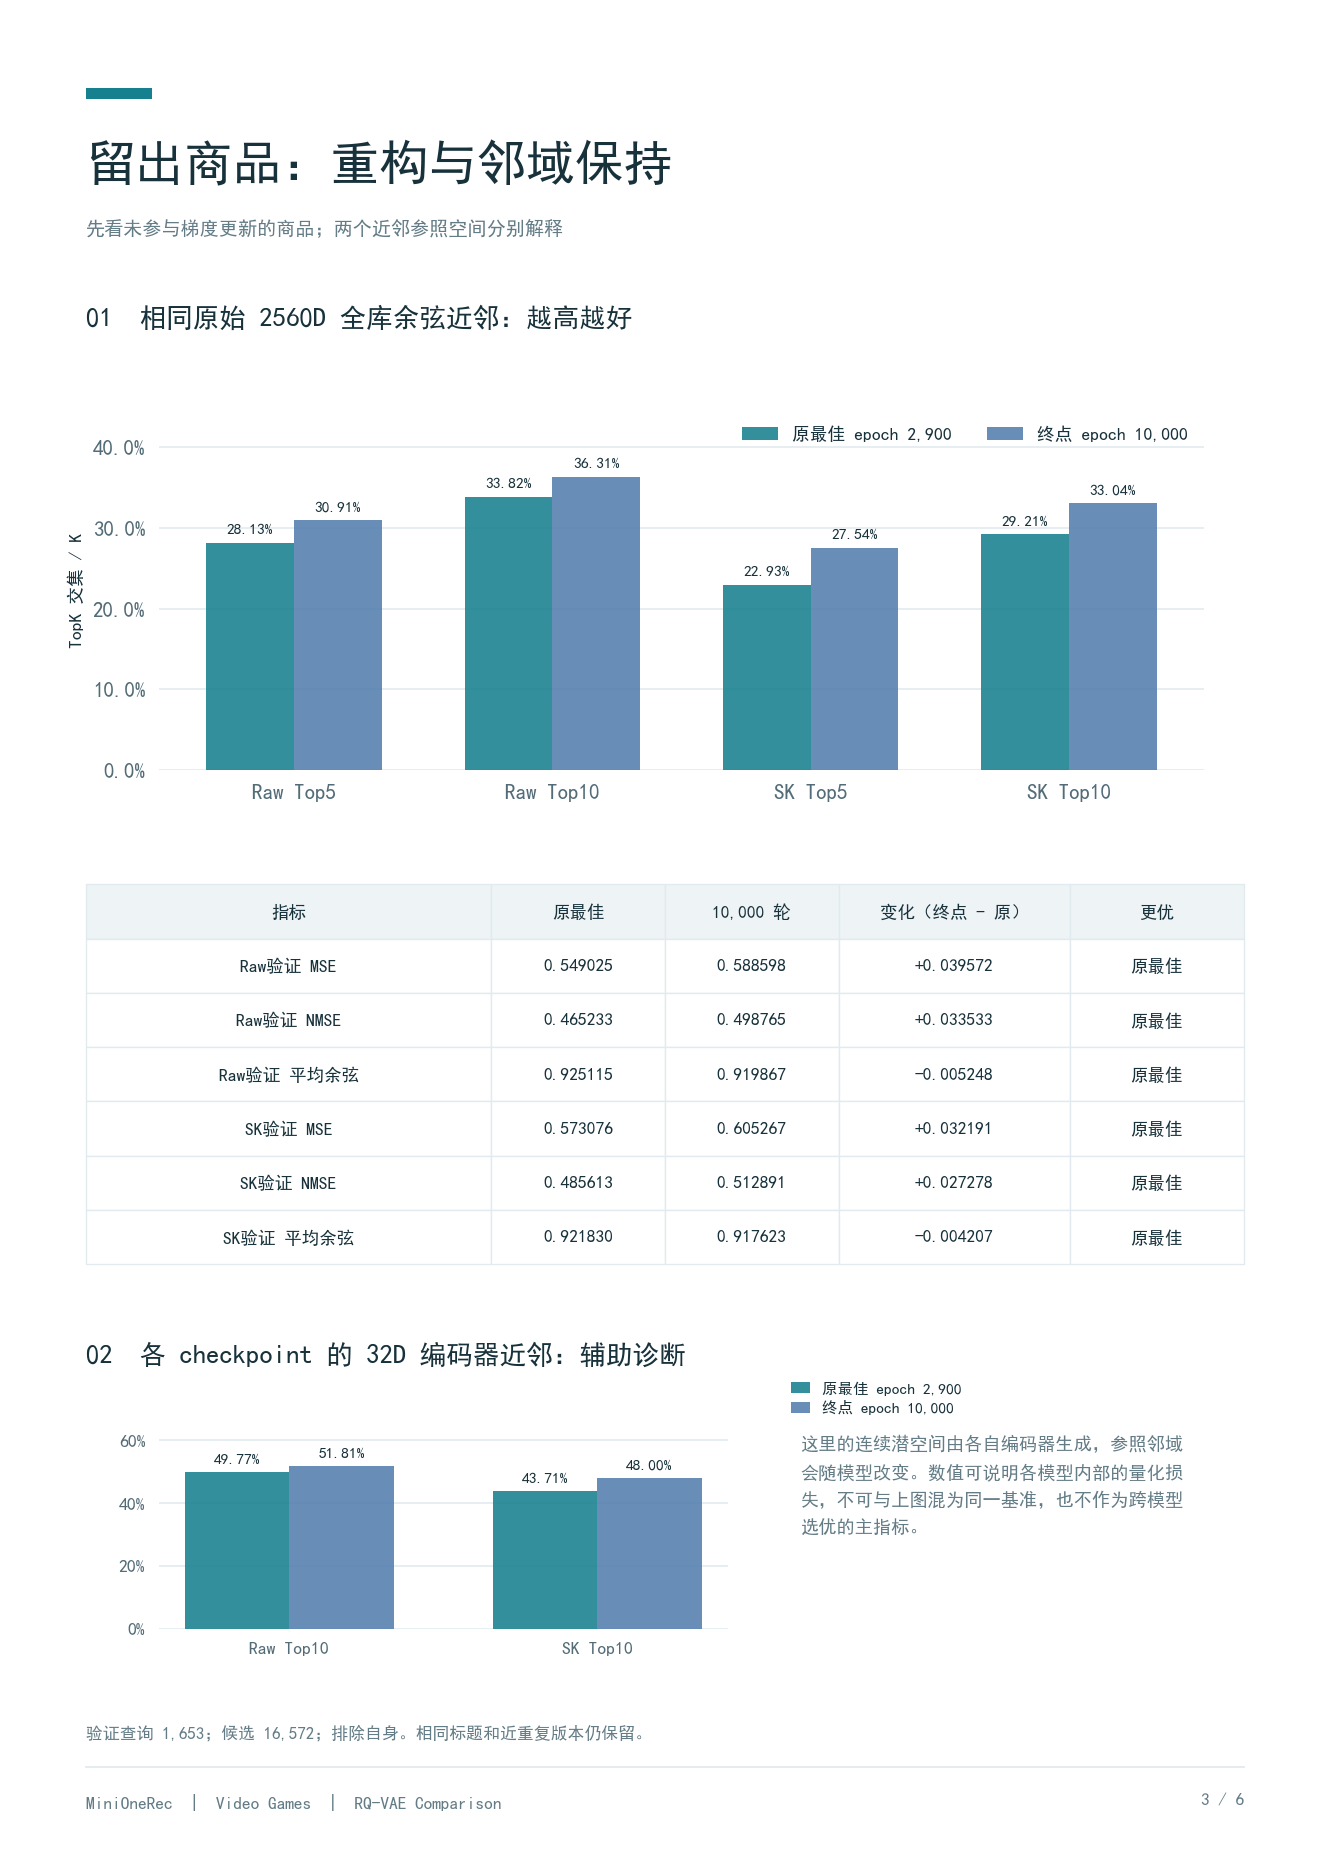 留出商品：重构与邻域保持
先看未参与梯度更新的商品；两个近邻参照空间分别解释
01 相同原始 2560D 全库余弦近邻：越高越好
原最佳 epoch 2,900 终点 epoch 10,000
TopK 交集 / K
40.0%
30.0%
20.0%
10.0%
0.0%
28.13% 30.91% 33.82% 36.31% 22.93% 27.54% 29.21% 33.04%
Raw Top5 Raw Top10 SK Top5 SK Top10
指标 原最佳 10,000 轮 变化（终点 − 原） 更优
Raw验证 MSE 0.549025 0.588598 +0.039572 原最佳
Raw验证 NMSE 0.465233 0.498765 +0.033533 原最佳
Raw验证 平均余弦 0.925115 0.919867 −0.005248 原最佳
SK验证 MSE 0.573076 0.605267 +0.032191 原最佳
SK验证 NMSE 0.485613 0.512891 +0.027278 原最佳
SK验证 平均余弦 0.921830 0.917623 −0.004207 原最佳
02 各 checkpoint 的 32D 编码器近邻：辅助诊断
原最佳 epoch 2,900
终点 epoch 10,000
60%
40%
20%
0%
49.77% 51.81% 43.71% 48.00%
Raw Top10 SK Top10
这里的连续潜空间由各自编码器生成，参照邻域
会随模型改变。数值可说明各模型内部的量化损
失，不可与上图混为同一基准，也不作为跨模型
选优的主指标。
验证查询 1,653；候选 16,572；排除自身。相同标题和近重复版本仍保留。
MiniOneRec | Video Games | RQ−VAE Comparison
3 / 6